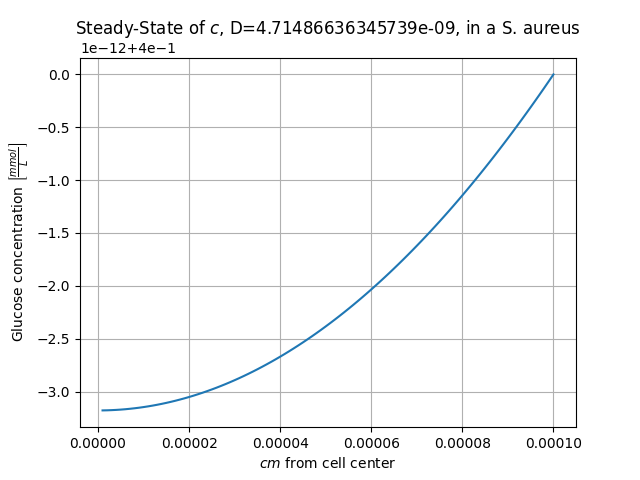 Steady-State of c, D=4.71486636345739e-09, in a S. aureus
1e−12+4e−1
0.0
−0.5
−1.0
−1.5
−2.0
−2.5
−3.0
Glucose concentration [mmol/L]
0.00000 0.00002 0.00004 0.00006 0.00008 0.00010
cm from cell center